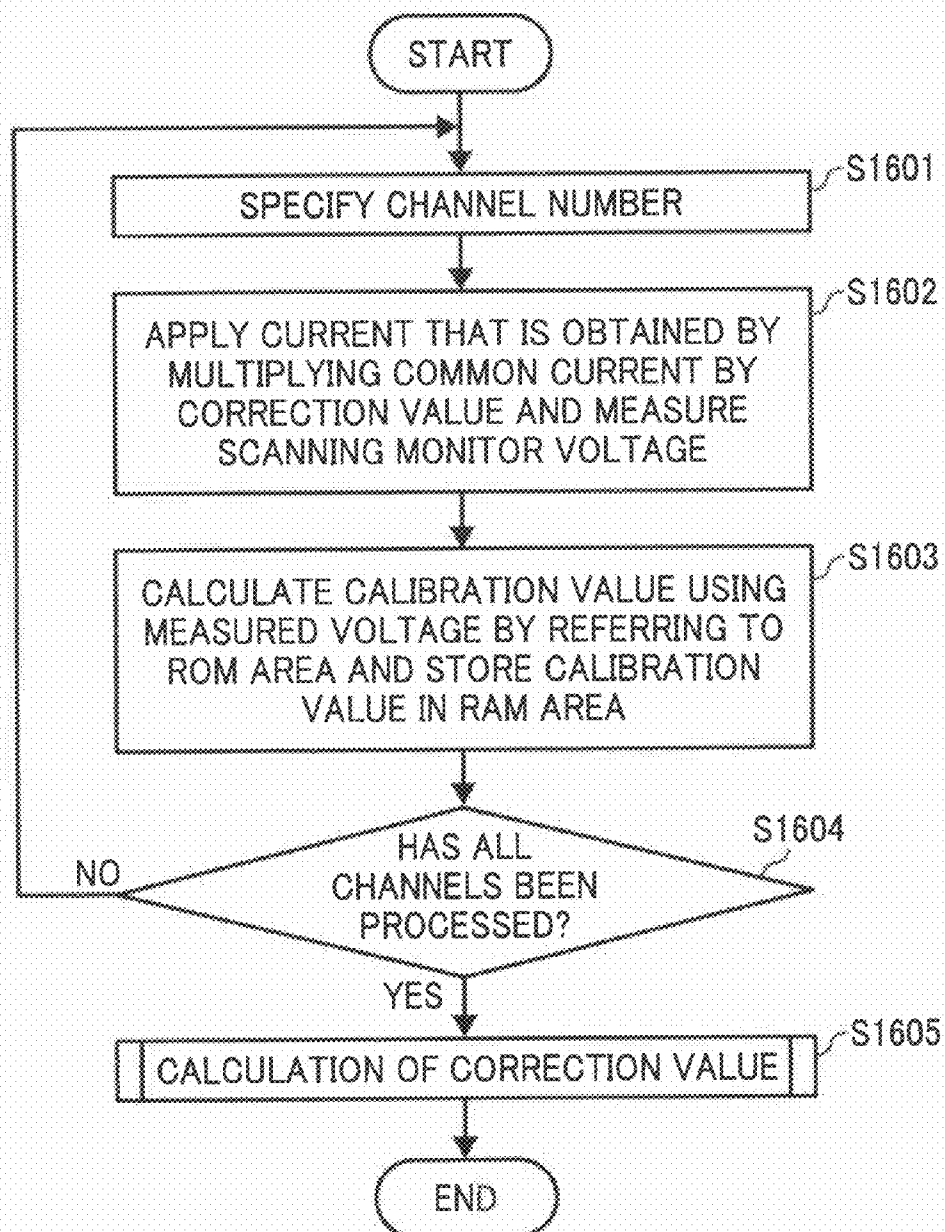 START
S1601
SPECIFY CHANNEL NUMBER
S1602
APPLY CURRENT THAT IS OBTAINED BY
MULTIPLYING COMMON CURRENT BY
CORRECTION VALUE AND MEASURE
SCANNING MONITOR VOLTAGE
S1603
CALCULATE CALIBRATION VALUE USING
MEASURED VOLTAGE BY REFERRING TO
ROM AREA AND STORE CALIBRATION
VALUE IN RAM AREA
S1604
HAS ALL
CHANNELS BEEN
PROCESSED?
NO
YES
S1605
CALCULATION OF CORRECTION VALUE
END